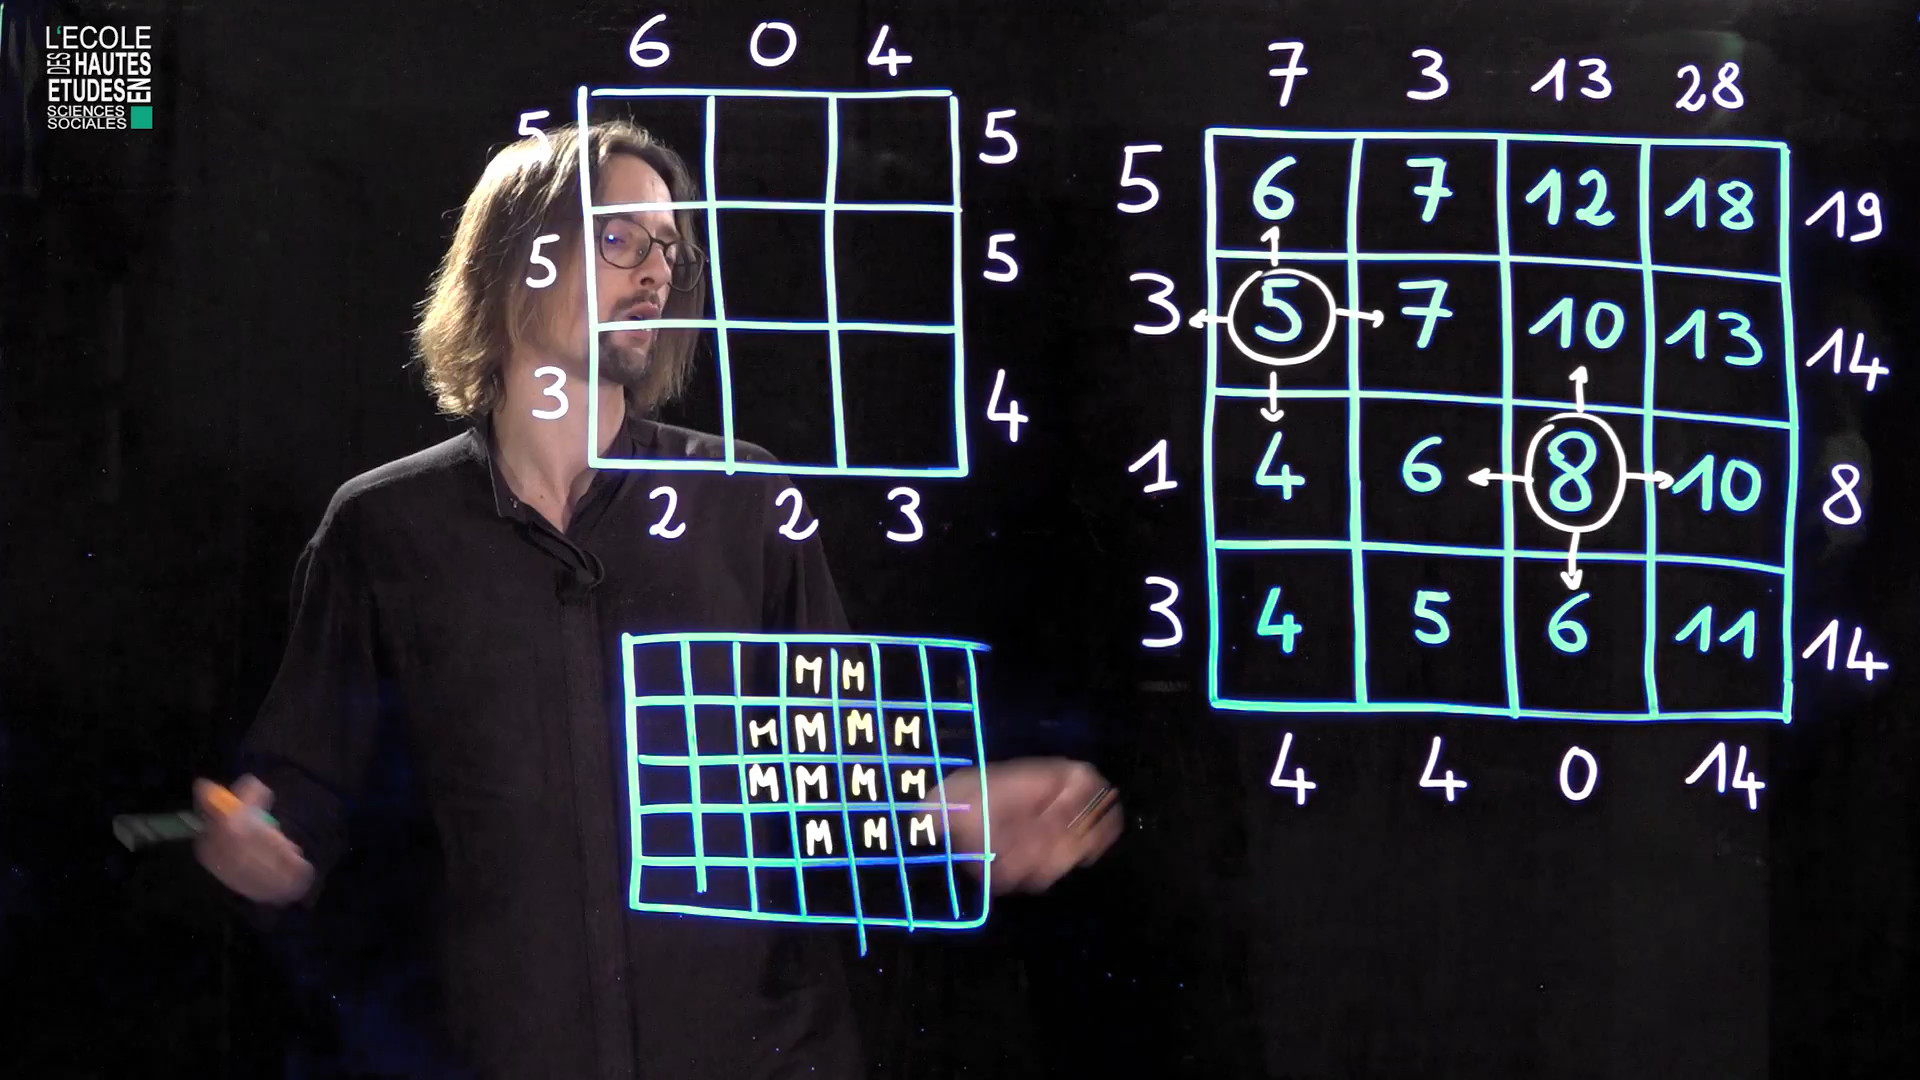 L'ECOLE
DES HAUTES
ETUDES EN
SCIENCES
SOCIALES
6 0 4
5 5
5 5
3 4
2 2 3
M M
M M M M
M M M M
M M M
7 3 13 28
5 6 7 12 18 19
3 5 7 10 13 14
1 4 6 8 10 8
3 4 5 6 11 14
4 4 0 14